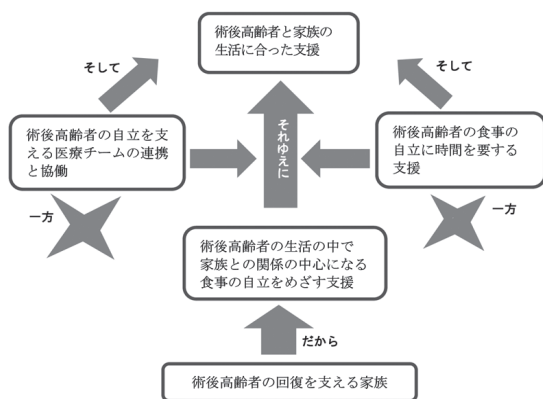 術後高齢者と家族の
生活に合った支援
そして
そして
術後高齢者の自立を支
える医療チームの連携
と協働
それゆえに
術後高齢者の食事の
自立に時間を要する
支援
一方
一方
術後高齢者の生活の中で
家族との関係の中心になる
食事の自立をめざす支援
だから
術後高齢者の回復を支える家族